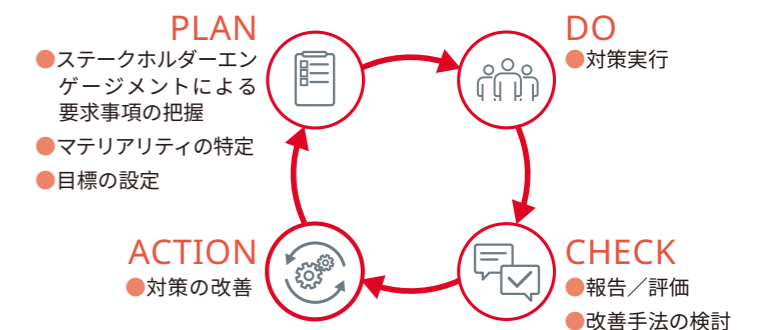 PLAN
●ステークホルダーエン
ゲージメントによる
要求事項の把握
●マテリアリティの特定
●目標の設定
DO
●対策実行
ACTION
●対策の改善
CHECK
●報告／評価
●改善手法の検討